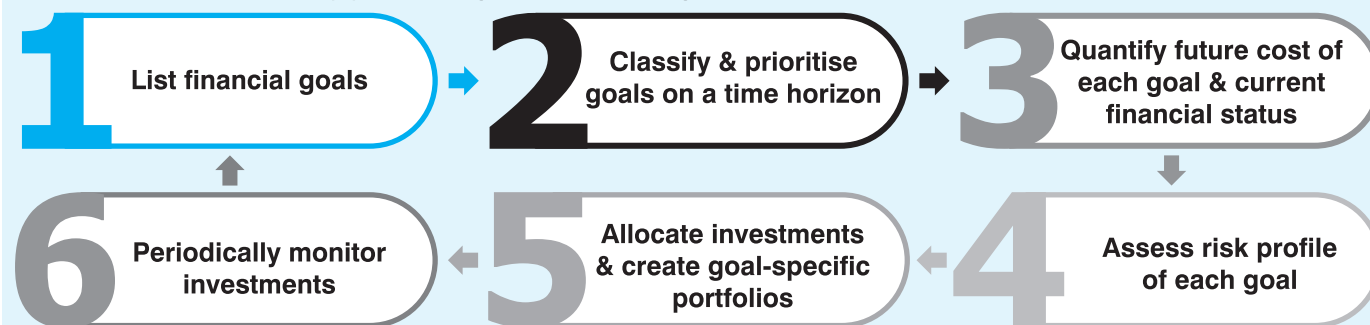 1
List financial goals
2
Classify & prioritise
goals on a time horizon
3
Quantify future cost of
each goal & current
financial status
4
Assess risk profile
of each goal
5
Allocate investments
& create goal-specific
portfolios
6
Periodically monitor
investments